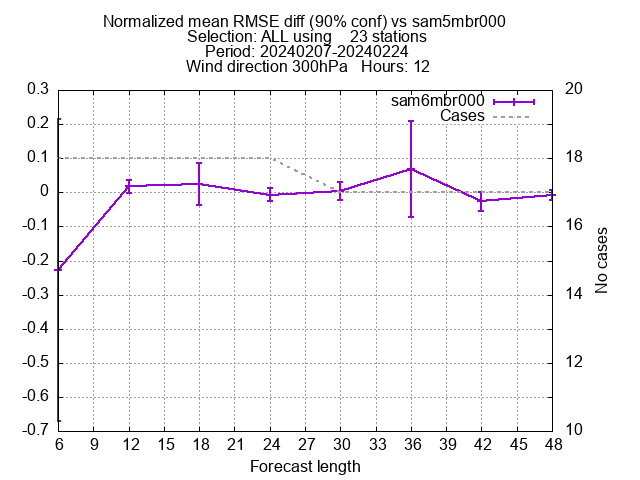 Normalized mean RMSE diff (90% conf) vs sam5mbr000
Selection: ALL using    23 stations
Period: 20240207-20240224
Wind direction 300hPa   Hours: 12
sam6mbr000
Cases
0.3
0.2
0.1
0
-0.1
-0.2
-0.3
-0.4
-0.5
-0.6
-0.7
20
18
16
14
12
10
No cases
6 9 12 15 18 21 24 27 30 33 36 39 42 45 48
Forecast length